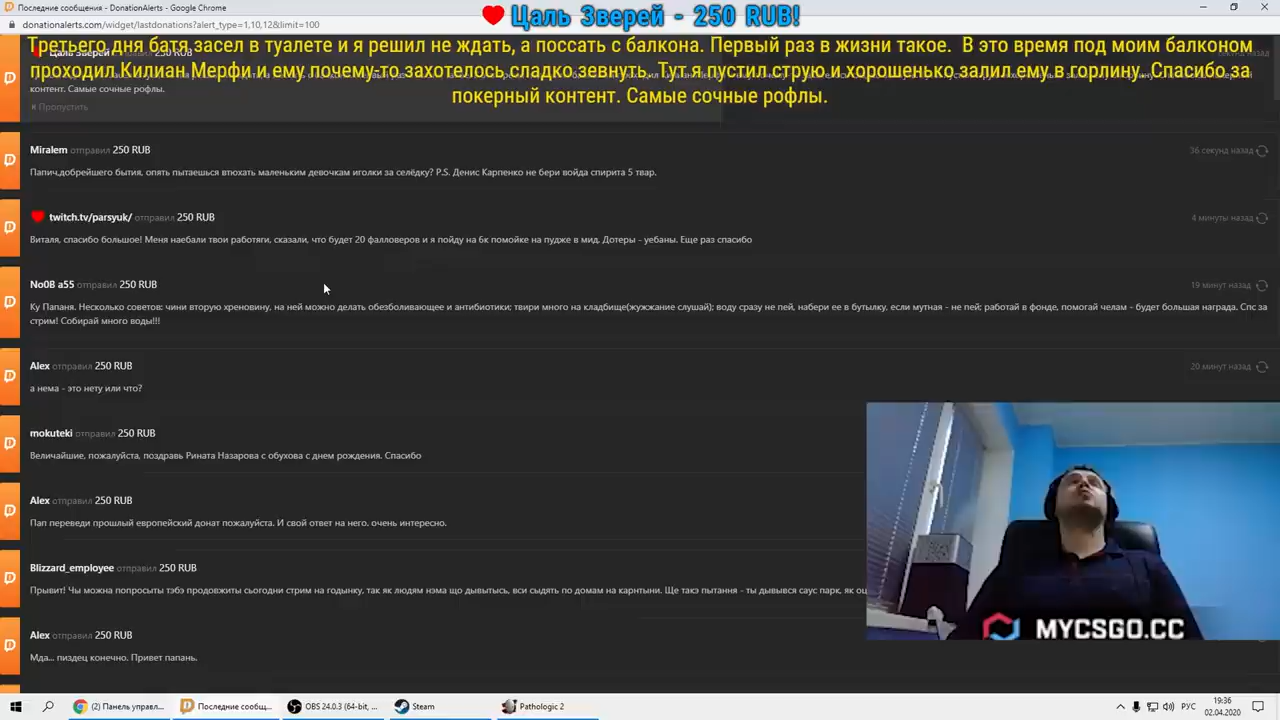 Последние сообщения - DonationAlerts - Google Chrome
donationalerts.com/widget/lastdonations?alert_type=1,10,12&limit=100
Цаль Зверей - 250 RUB!
Третьего дня батя засел в туалете и я решил не ждать, а поссать с балкона. Первый раз в жизни такое. В это время под моим балконом
проходил Килиан Мерфи и ему почему-то захотелось сладко зевнуть. Тут я пустил струю и хорошенько залил ему в горлину. Спасибо за
покерный контент. Самые сочные рофлы.
Цаль Зверей отправил 250 RUB
контент. Самые сочные рофлы.
Пропустить
Miralem отправил 250 RUB
36 секунд назад
Папич,добрейшего бытия, опять пытаешься втюхать маленьким девочкам иголки за селёдку? P.S. Денис Карпенко не бери войда спирита 5 твар.
twitch.tv/parsyuk/ отправил 250 RUB
4 минуты назад
Виталя, спасибо большое! Меня наебали твои работяги, сказали, что будет 20 фалловеров и я пойду на 6к помойке на пудже в мид. Дотеры - уебаны. Еще раз спасибо
No0B a55 отправил 250 RUB
19 минут назад
Ку Папаня. Несколько советов: чини вторую хреновину, на ней можно делать обезболивающее и антибиотики; твири много на кладбище(жужжание слушай); воду сразу не пей, набери ее в бутылку, если мутная - не пей; работай в фонде, помогай челам - будет большая награда. Спс за
стрим! Собирай много воды!!!
Alex отправил 250 RUB
20 минут назад
а нема - это нету или что?
mokuteki отправил 250 RUB
Величайшие, пожалуйста, поздравь Рината Назарова с обухова с днем рождения. Спасибо
Alex отправил 250 RUB
Пап переведи прошлый европейский донат пожалуйста. И свой ответ на него. очень интересно.
Blizzard_employee отправил 250 RUB
Прывит! Чы можна попросыты тэбэ продовжиты сьогодни стрим на годынку, так як людям нэма що дывытысь, вси сыдять по домам на карнтыни. Ще такэ пытання - ты дывывся саус парк, як оц
Alex отправил 250 RUB
Мда... пиздец конечно. Привет папань.
MYCSGO.CC
(2) Панель управл...
Последние сообщ...
OBS 24.0.3 (64-bit, ...
Steam
Pathologic 2
РУС
19:36
02.04.2020